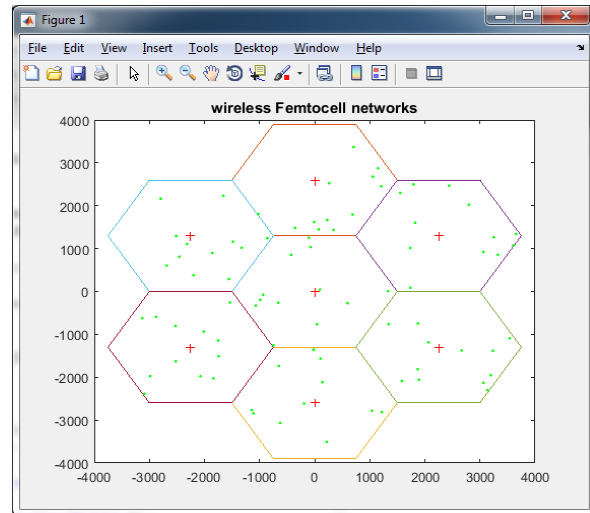 Figure 1
File Edit View Insert Tools Desktop Window Help
wireless Femtocell networks
4000
3000
2000
1000
0
-1000
-2000
-3000
-4000
-4000 -3000 -2000 -1000 0 1000 2000 3000 4000